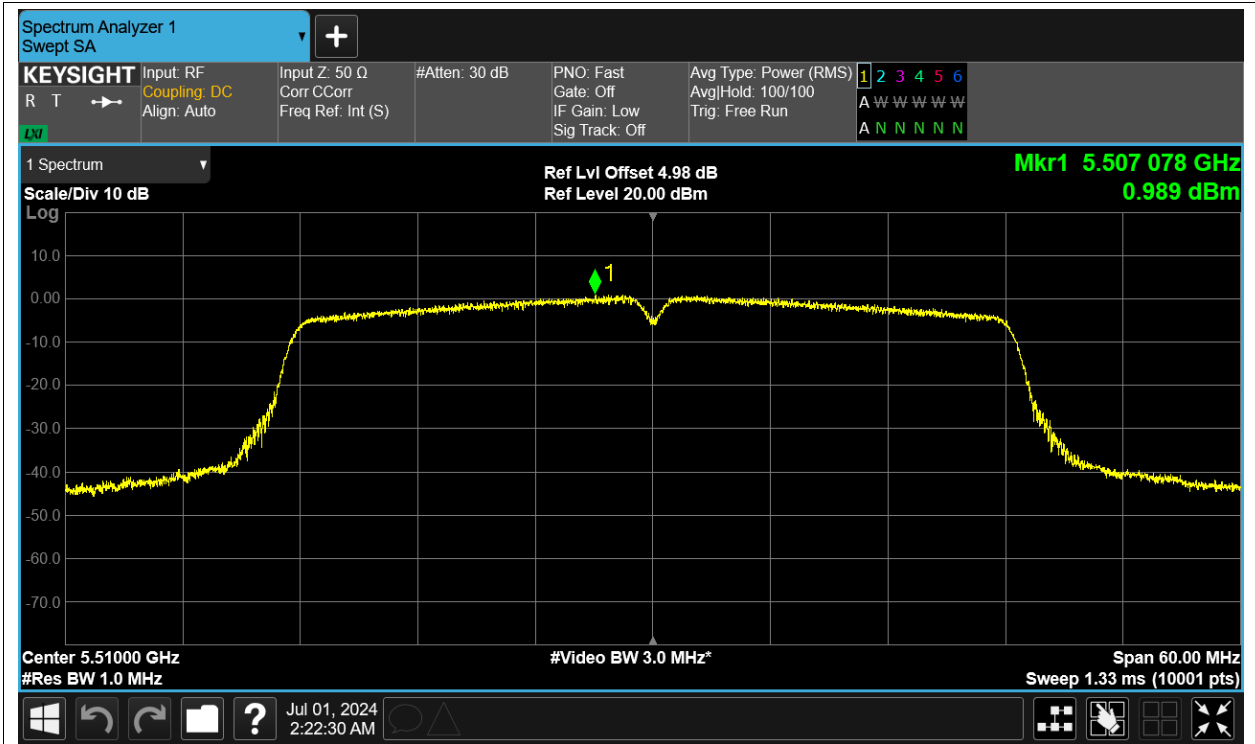 Spectrum Analyzer 1
Swept SA
KEYSIGHT
R T
LXI
Input: RF
Coupling: DC
Align: Auto
Input Z: 50 Ω
Corr CCorr
Freq Ref: Int (S)
#Atten: 30 dB
PNO: Fast
Gate: Off
IF Gain: Low
Sig Track: Off
Avg Type: Power (RMS)
Avg|Hold: 100/100
Trig: Free Run
1 2 3 4 5 6
A W W W W W
A N N N N N
1 Spectrum
Scale/Div 10 dB
Log
Ref Lvl Offset 4.98 dB
Ref Level 20.00 dBm
Mkr1 5.507 078 GHz
0.989 dBm
10.0
0.00
-10.0
-20.0
-30.0
-40.0
-50.0
-60.0
-70.0
1
Center 5.51000 GHz
#Res BW 1.0 MHz
#Video BW 3.0 MHz*
Span 60.00 MHz
Sweep 1.33 ms (10001 pts)
?
Jul 01, 2024
2:22:30 AM